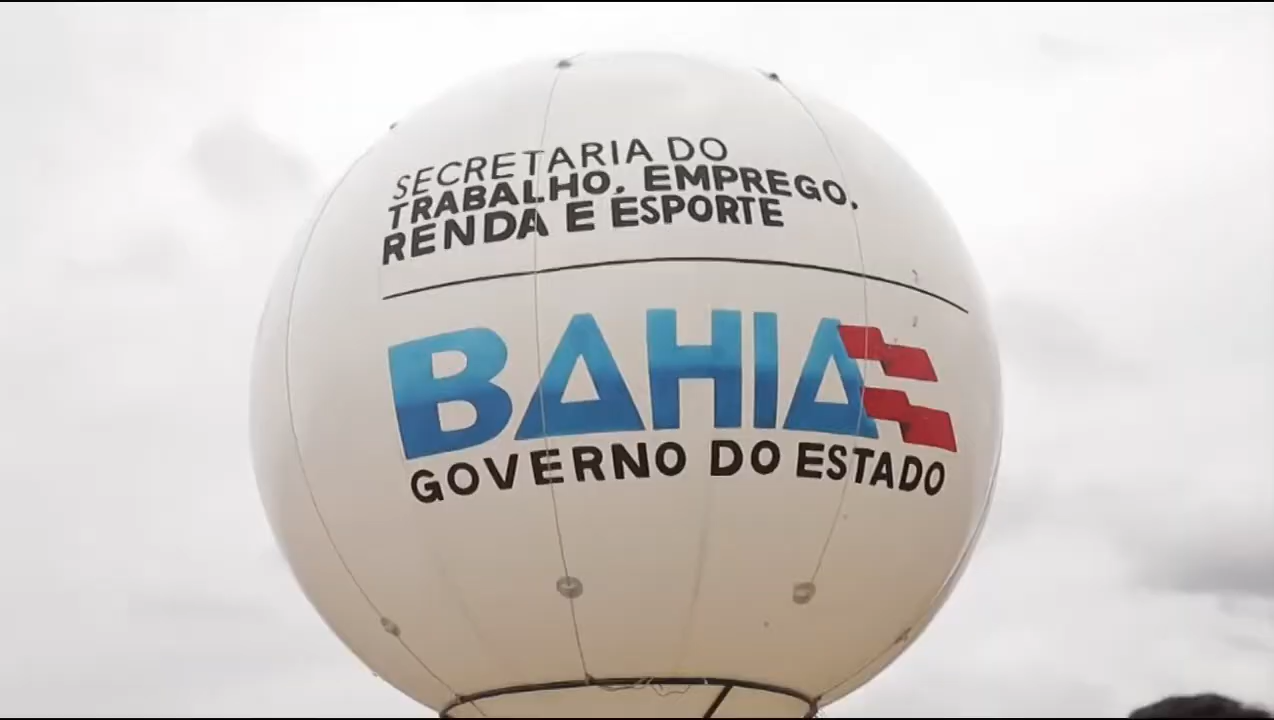 SECRETARIA DO
TRABALHO, EMPREGO,
RENDA E ESPORTE
BAHIA
GOVERNO DO ESTADO